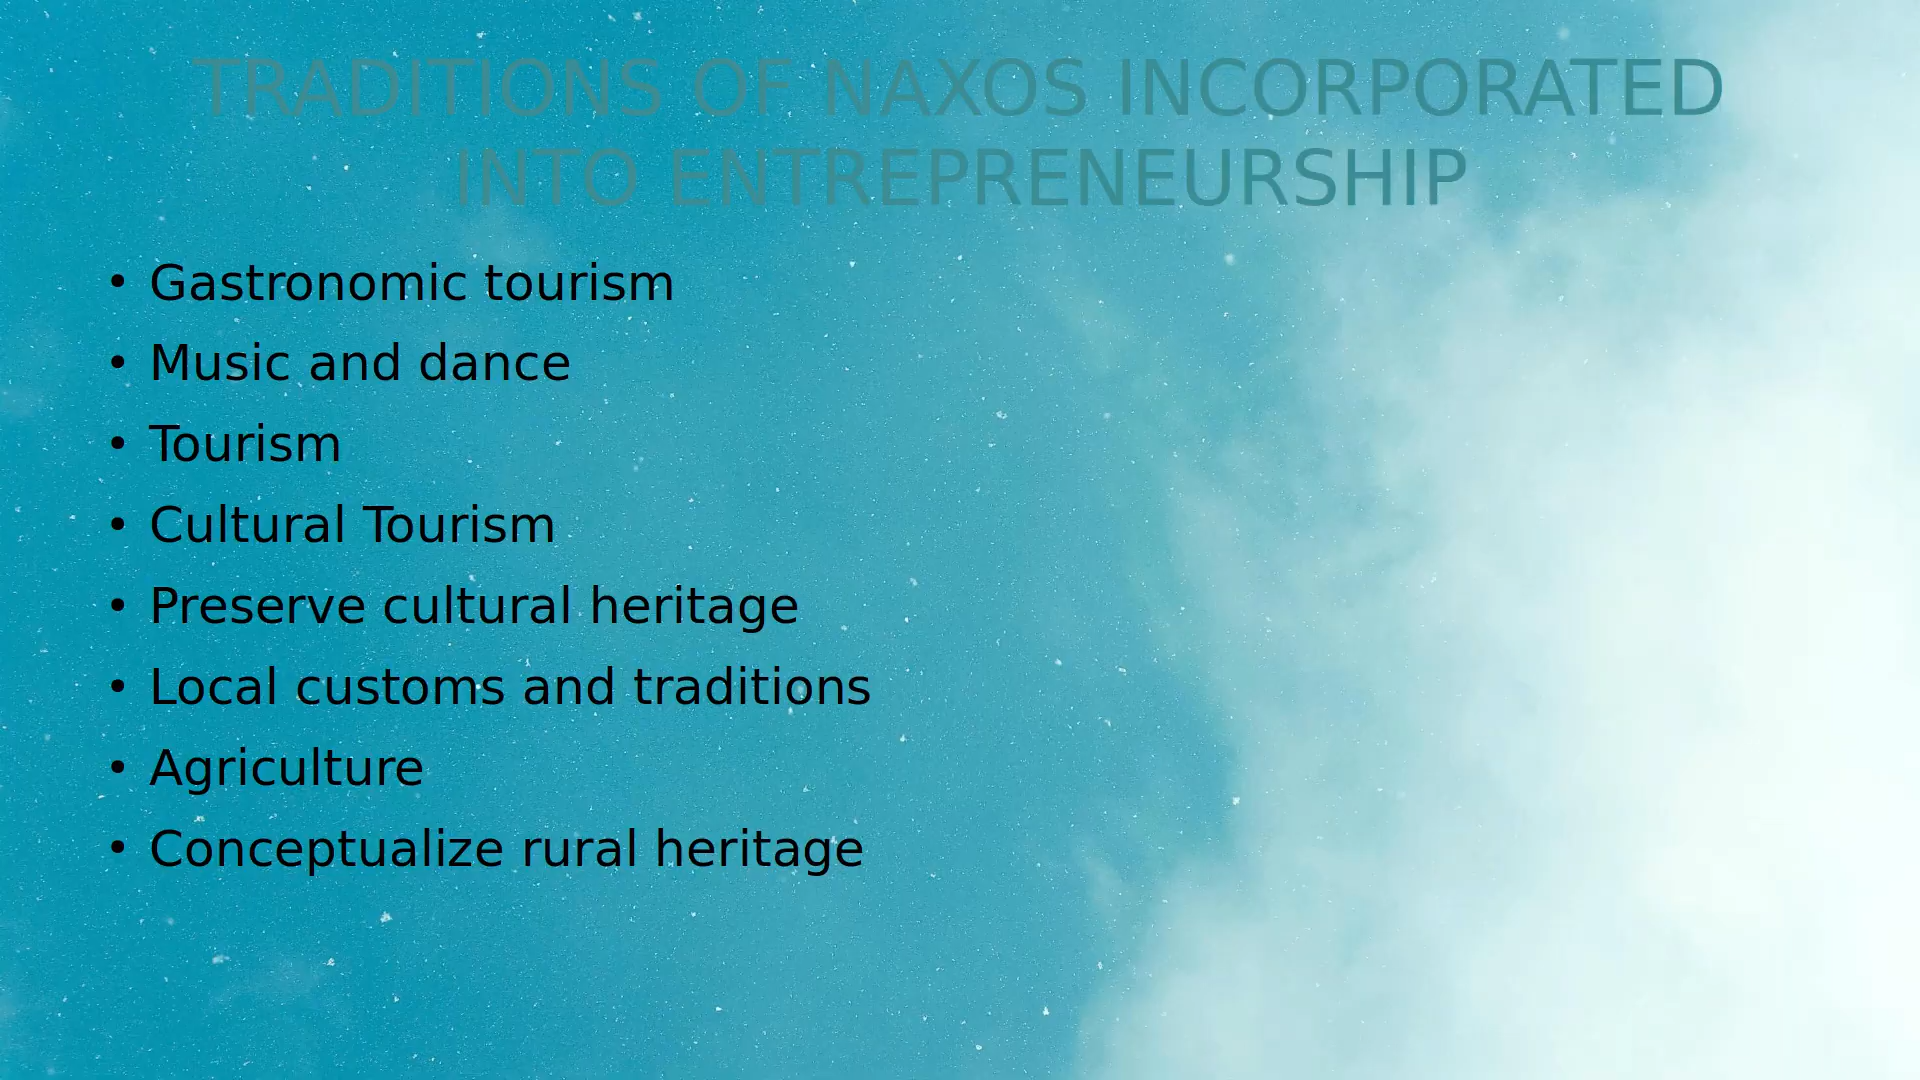 TRADITIONS OF NAXOS INCORPORATED
INTO ENTREPRENEURSHIP
• Gastronomic tourism
• Music and dance
• Tourism
• Cultural Tourism
• Preserve cultural heritage
• Local customs and traditions
• Agriculture
• Conceptualize rural heritage